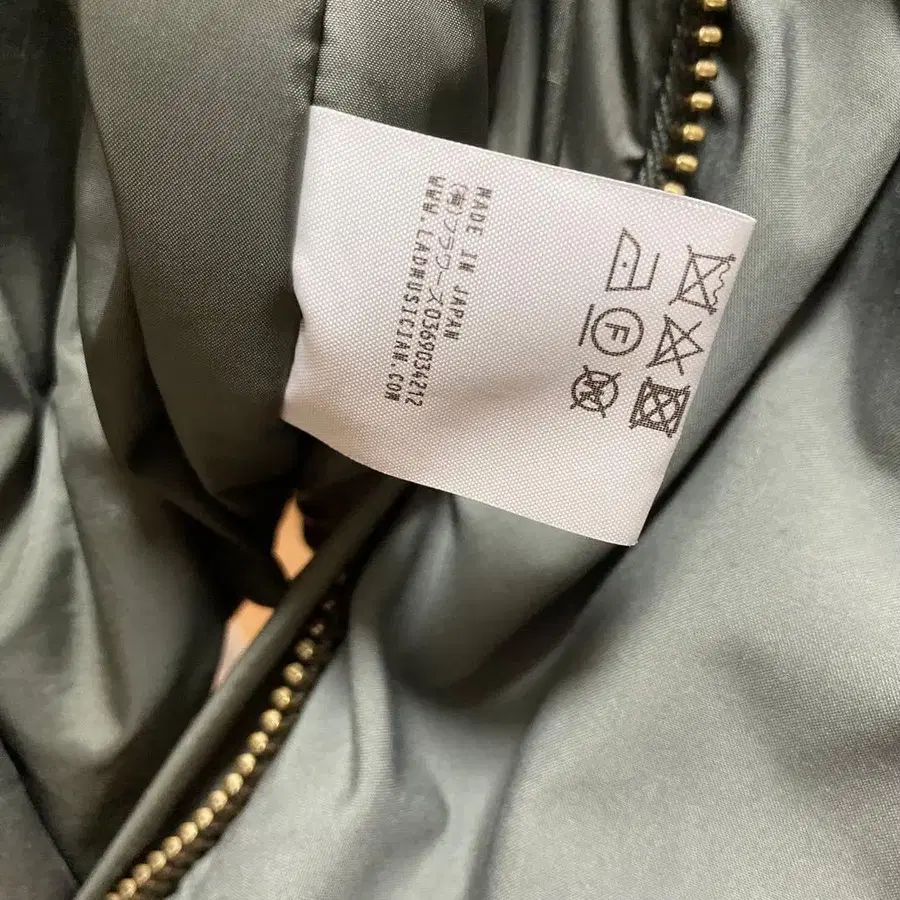 MADE IN JAPAN
(有)フラワーズ0369034212
WWW.LADMUSICIAN.COM
F
W